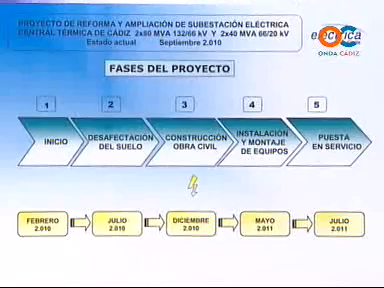 PROYECTO DE REFORMA Y AMPLIACIÓN DE SUBESTACIÓN ELÉCTRICA
CENTRAL TÉRMICA DE CÁDIZ 2x80 MVA 132/66 kV Y 2x40 MVA 66/20 kV
Estado actual Septiembre 2.010
eléctrica
ONDA CÁDIZ
FASES DEL PROYECTO
1 2 3 4 5
INICIO
DESAFECTACIÓN
DEL SUELO
CONSTRUCCIÓN
OBRA CIVIL
INSTALACIÓN
Y MONTAJE
DE EQUIPOS
PUESTA
EN SERVICIO
FEBRERO
2.010
JULIO
2.010
DICIEMBRE
2.010
MAYO
2.011
JULIO
2.011